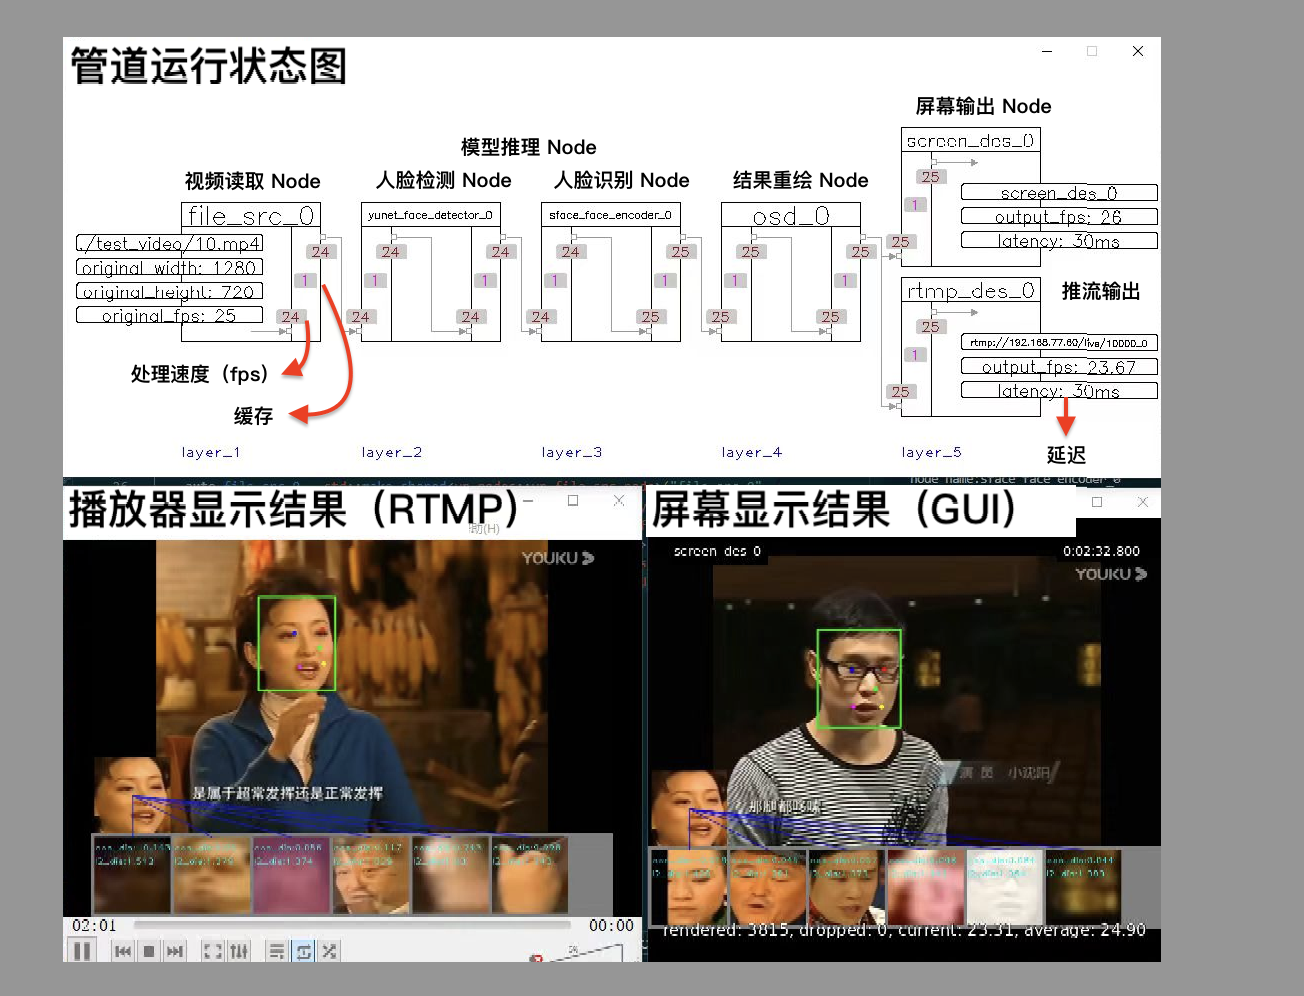 管道运行状态图
屏幕输出 Node
模型推理 Node
视频读取 Node
人脸检测 Node
人脸识别 Node
结果重绘 Node
screen_des_0
file_src_0
yunet_face_detector_0
sface_face_encoder_0
osd_0
25
screen_des_0
1
output_fps: 26
latency: 30ms
./test_video/10.mp4
original_width: 1280
original_height: 720
original_fps: 25
24
1
24
24
24
1
24
24
24
25
1
25
25
25
25
1
25
25
25
rtmp_des_0
推流输出
25
1
rtmp://192.168.77.60/live/10000_0
output_fps: 23.67
latency: 30ms
25
处理速度（fps）
缓存
延迟
layer_1
layer_2
layer_3
layer_4
layer_5
播放器显示结果（RTMP）
助(H)
屏幕显示结果（GUI）
YOUKU
是属于超常发挥还是正常发挥
02:01
00:00
screen_des_0
0:02:32.800
YOUKU
演 员 小沈阳
那腿都哆嗦
rendered: 3815, dropped: 0, current: 23.31, average: 24.90